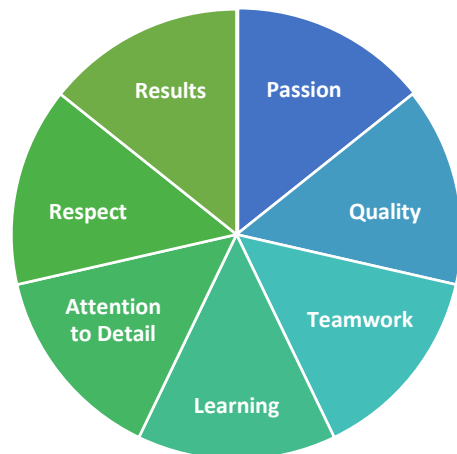 Passion
Quality
Teamwork
Learning
Attention
to Detail
Respect
Results